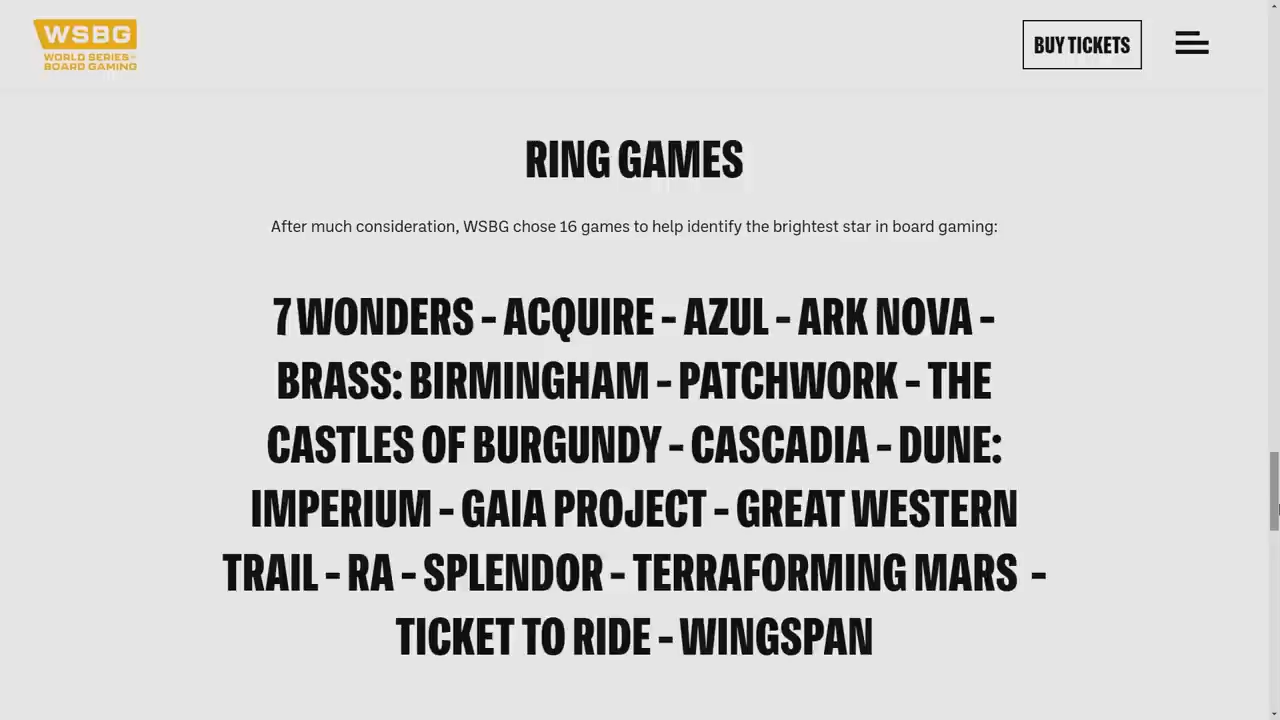 WSBG
WORLD SERIES OF
BOARD GAMING
BUY TICKETS
RING GAMES
After much consideration, WSBG chose 16 games to help identify the brightest star in board gaming:
7 WONDERS – ACQUIRE – AZUL – ARK NOVA –
BRASS: BIRMINGHAM – PATCHWORK – THE
CASTLES OF BURGUNDY – CASCADIA – DUNE:
IMPERIUM – GAIA PROJECT – GREAT WESTERN
TRAIL – RA – SPLENDOR – TERRAFORMING MARS –
TICKET TO RIDE – WINGSPAN